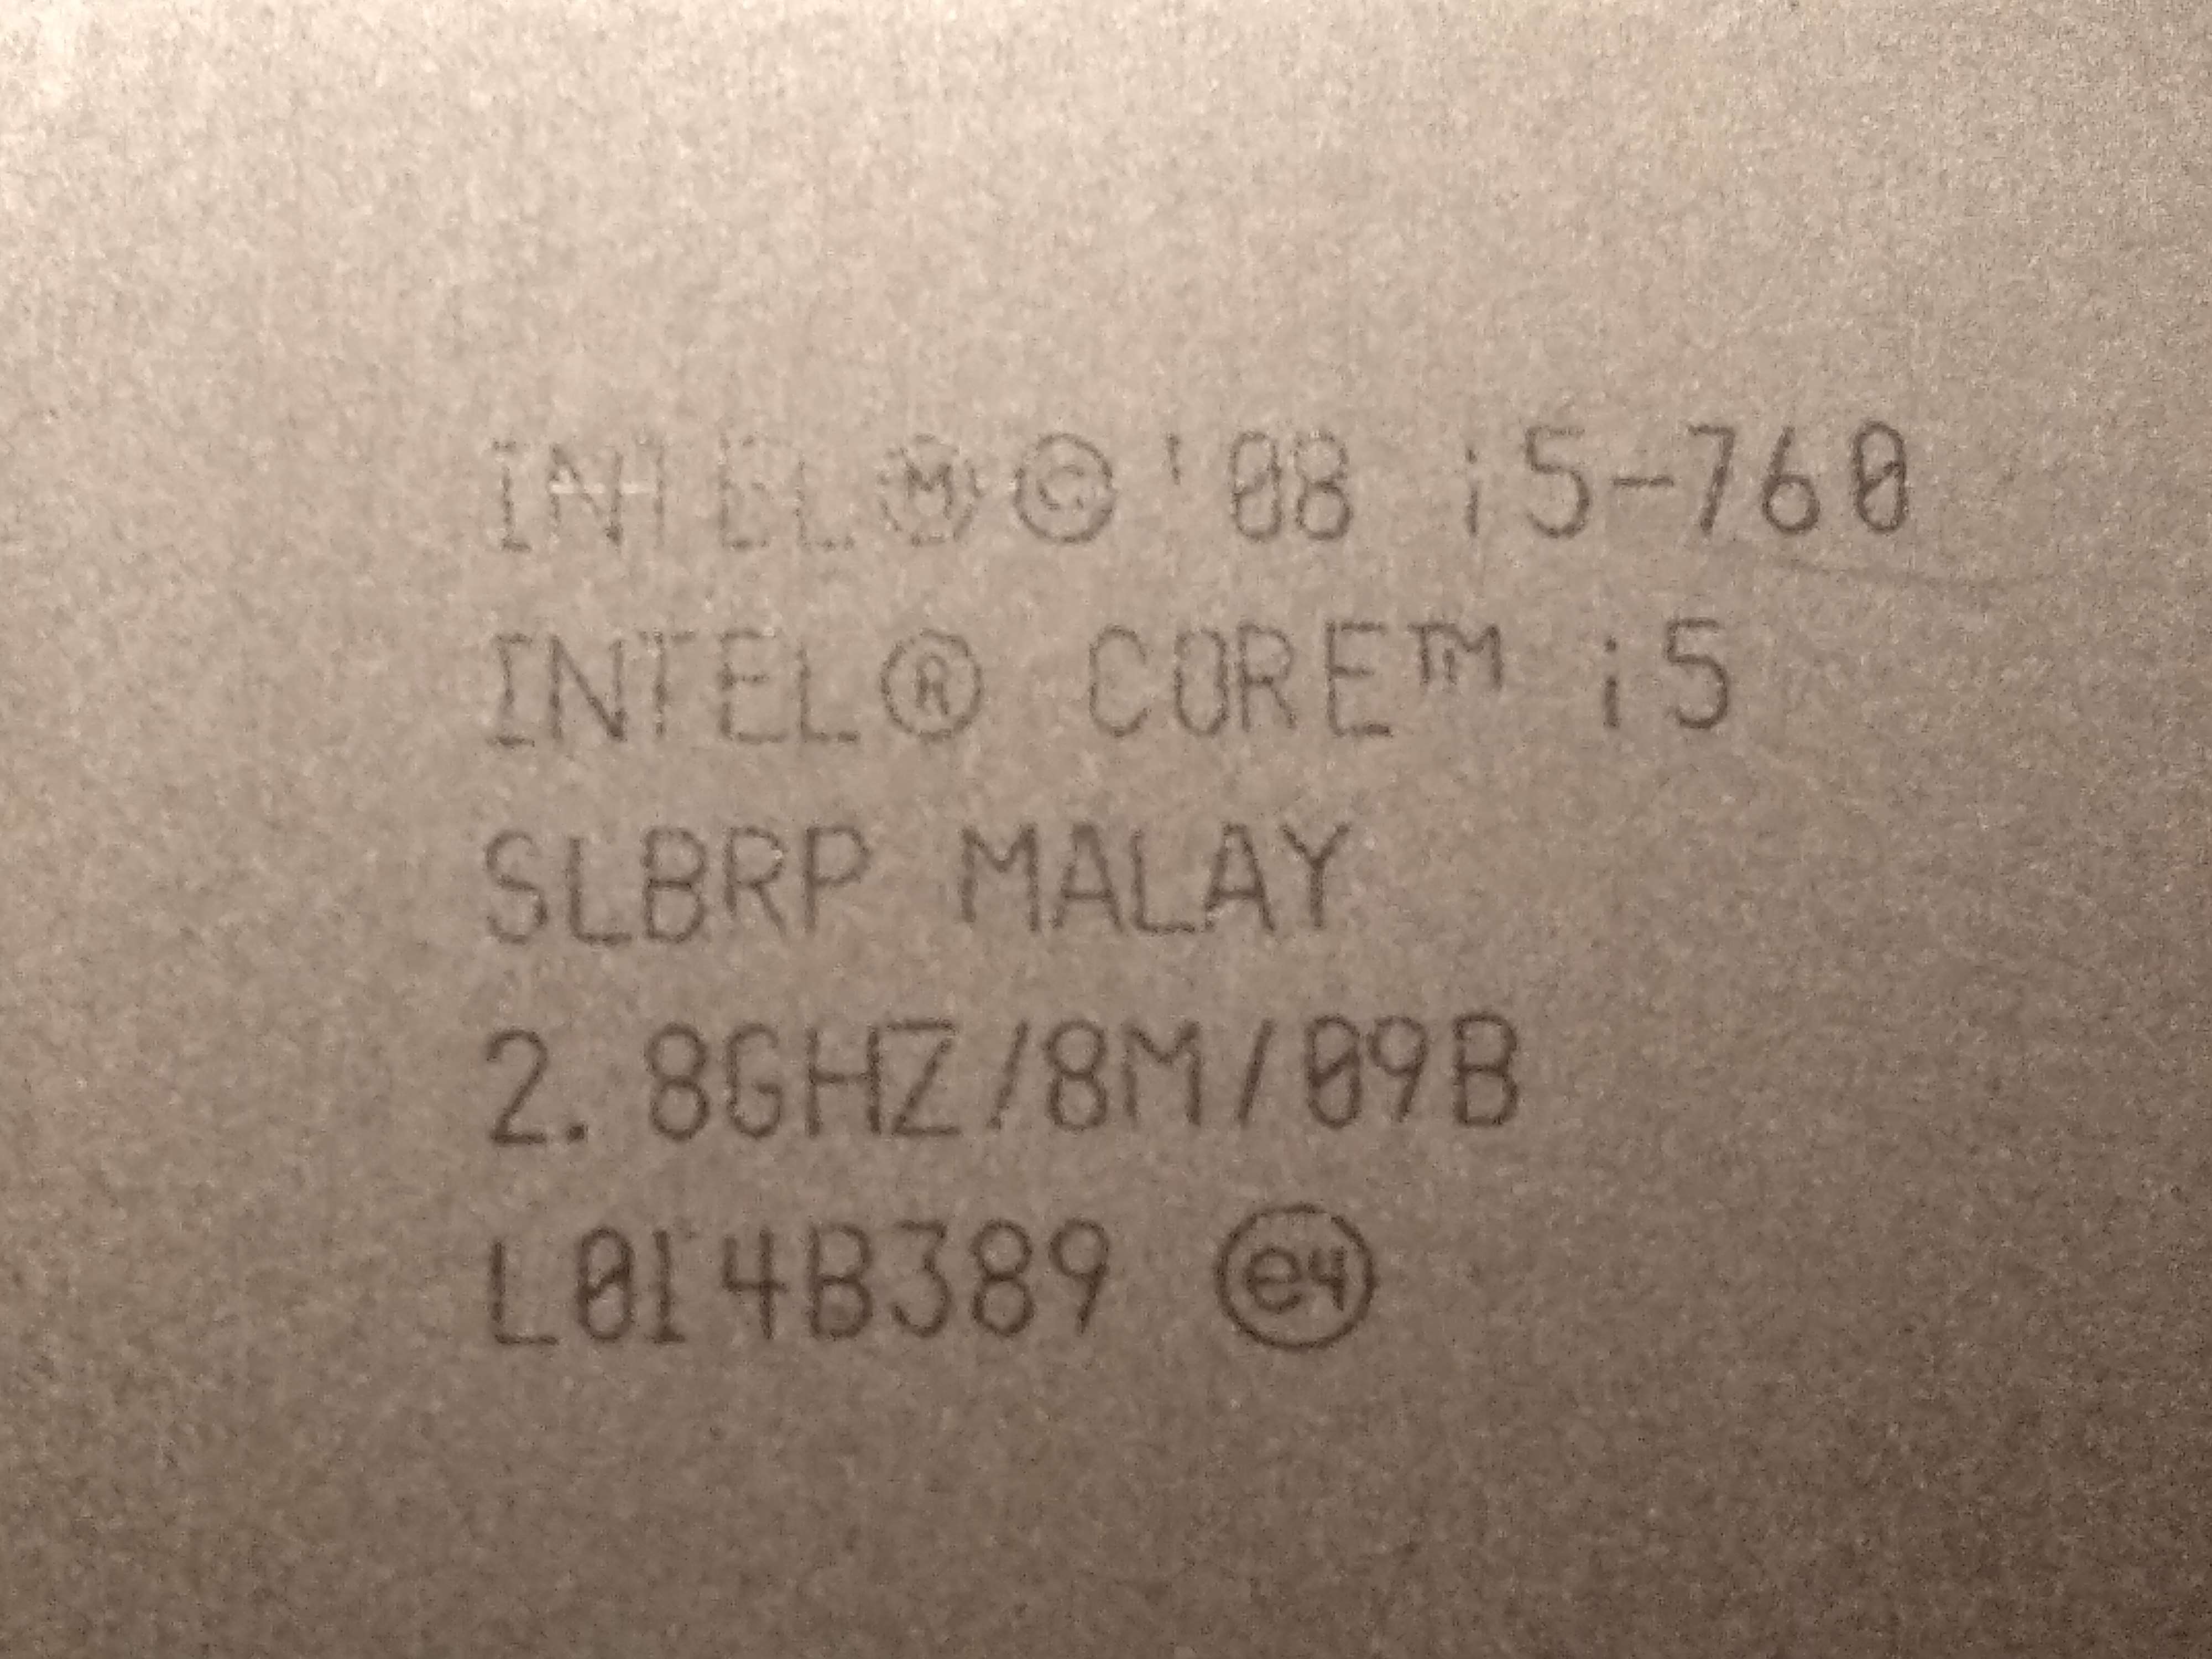 INTEL Ⓜ © '08 i5-760
INTEL® CORE™ i5
SLBRP MALAY
2.8GHZ/8M/09B
L014B389 e4